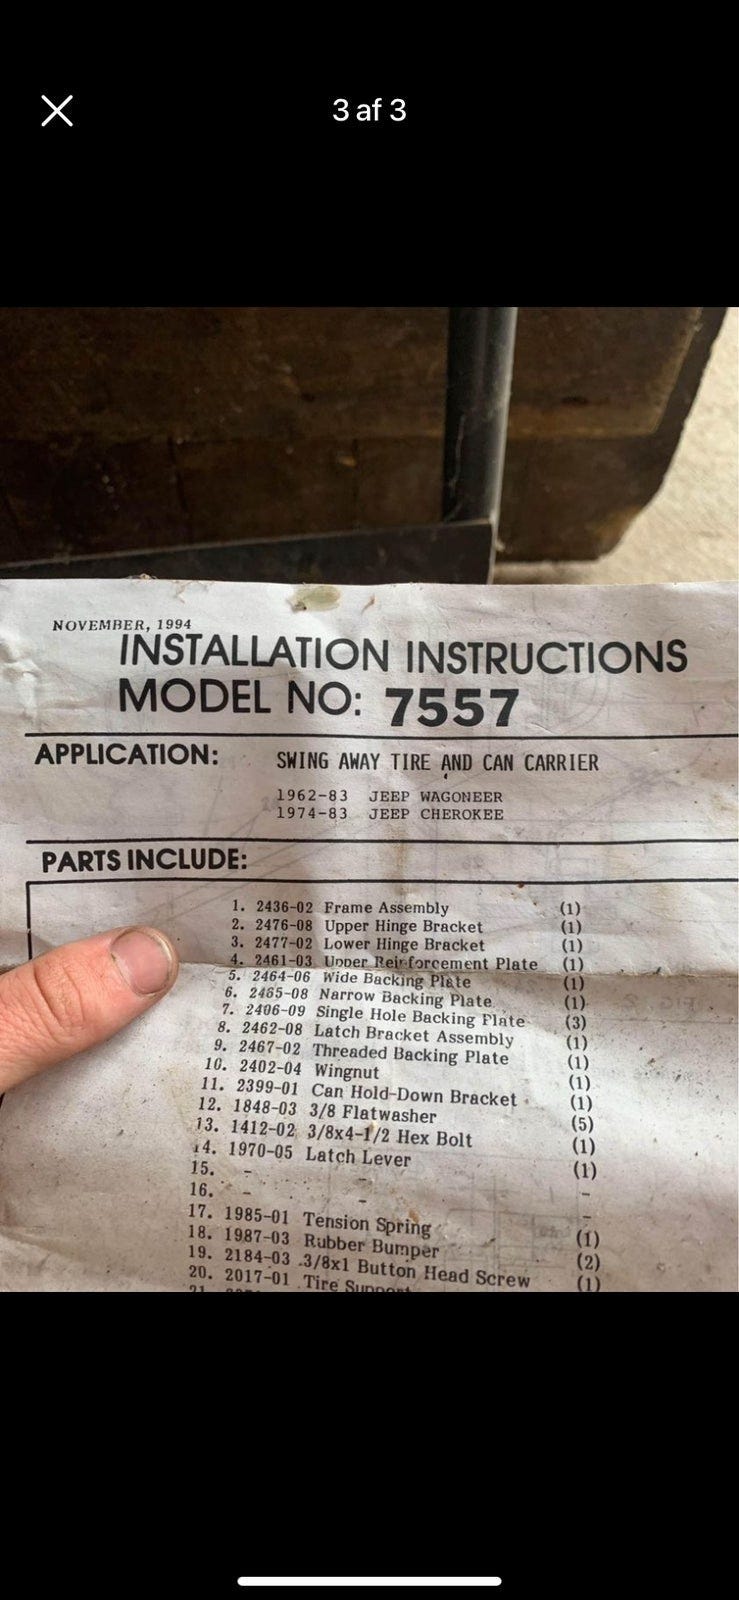 3 af 3
NOVEMBER, 1994
INSTALLATION INSTRUCTIONS
MODEL NO: 7557
APPLICATION: SWING AWAY TIRE AND CAN CARRIER
1962-83 JEEP WAGONEER
1974-83 JEEP CHEROKEE
PARTS INCLUDE:
1. 2436-02 Frame Assembly (1)
2. 2476-08 Upper Hinge Bracket (1)
3. 2477-02 Lower Hinge Bracket (1)
4. 2461-03 Upper Reinforcement Plate (1)
5. 2464-06 Wide Backing Plate (1)
6. 2465-08 Narrow Backing Plate (1)
7. 2406-09 Single Hole Backing Plate (3)
8. 2462-08 Latch Bracket Assembly (1)
9. 2467-02 Threaded Backing Plate (1)
10. 2402-04 Wingnut (1)
11. 2399-01 Can Hold-Down Bracket (1)
12. 1848-03 3/8 Flatwasher (5)
13. 1412-02 3/8x4-1/2 Hex Bolt (1)
14. 1970-05 Latch Lever (1)
15. - - -
16. - - -
17. 1985-01 Tension Spring (1)
18. 1987-03 Rubber Bumper (2)
19. 2184-03 3/8x1 Button Head Screw (1)
20. 2017-01 Tire Support
21.